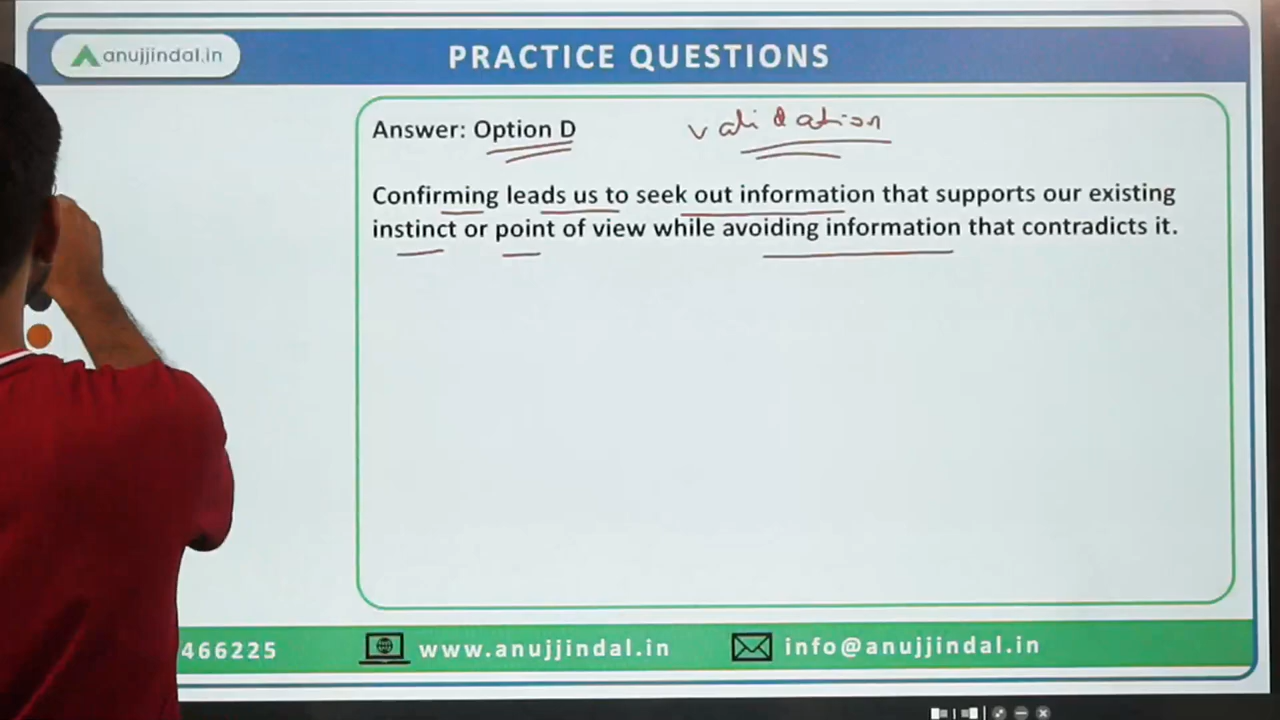 anujjindal.in
PRACTICE QUESTIONS
Answer: Option D
validation
Confirming leads us to seek out information that supports our existing
instinct or point of view while avoiding information that contradicts it.
466225
www.anujjindal.in
info@anujjindal.in